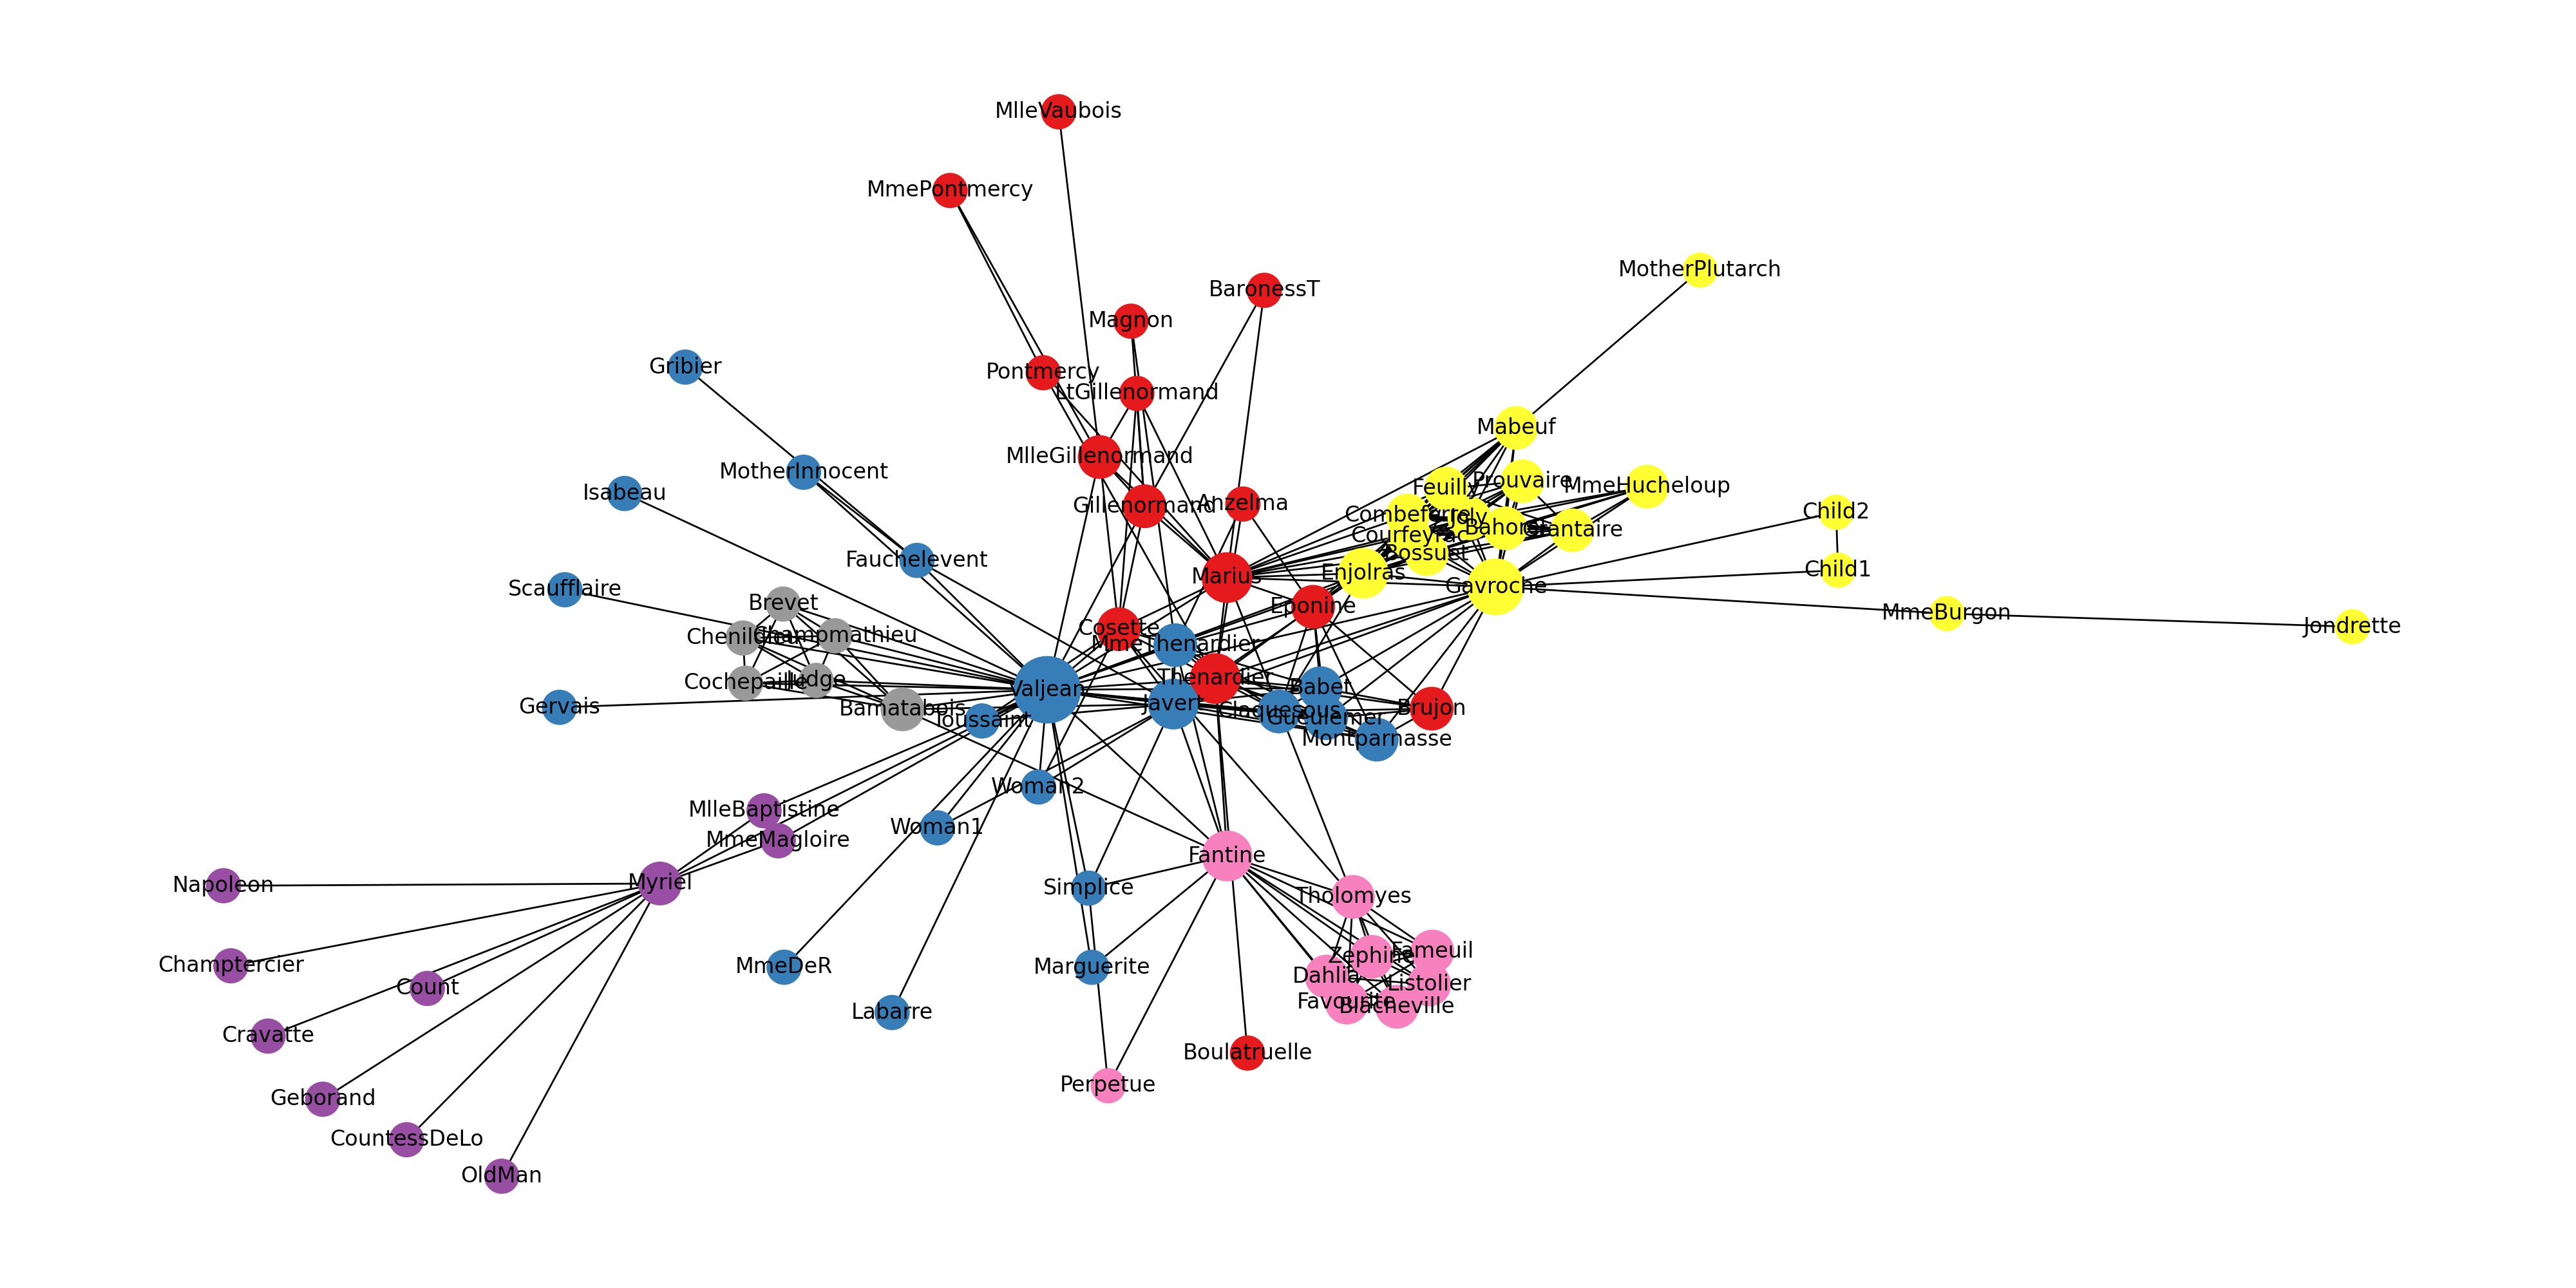 MlleVaubois
MmePontmercy
MotherPlutarch
BaronessT
Magnon
Gribier
Pontmercy
LtGillenormand
Mabeuf
MlleGillenormand
MotherInnocent
Prouvaire
MmeHucheloup
Feuilly
Isabeau
Anzelma
Gillenormand
Child2
Combeferre
Joly
Bahorel
Grantaire
Courfeyrac
Bossuet
Fauchelevent
Child1
Enjolras
Marius
Gavroche
Scaufflaire
Brevet
Eponine
MmeBurgon
Jondrette
Cosette
Champmathieu
Chenildieu
MmeThenardier
Thenardier
Judge
Cochepaille
Babet
Valjean
Javert
Gervais
Bamatabois
Brujon
Claquesous
Gueulemer
Toussaint
Montparnasse
Woman2
MlleBaptistine
Woman1
MmeMagloire
Fantine
Myriel
Napoleon
Simplice
Tholomyes
Fameuil
Zephine
Champtercier
MmeDeR
Marguerite
Dahlia
Listolier
Count
Favourite
Blacheville
Labarre
Cravatte
Boulatruelle
Perpetue
Geborand
CountessDeLo
OldMan